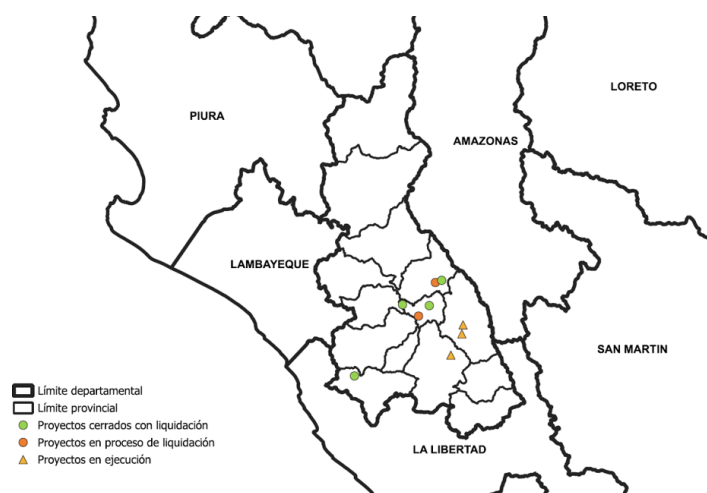 LORETO
PIURA
AMAZONAS
LAMBAYEQUE
SAN MARTIN
Límite departamental
Límite provincial
Proyectos cerrados con liquidación
Proyectos en proceso de liquidación
Proyectos en ejecución
LA LIBERTAD